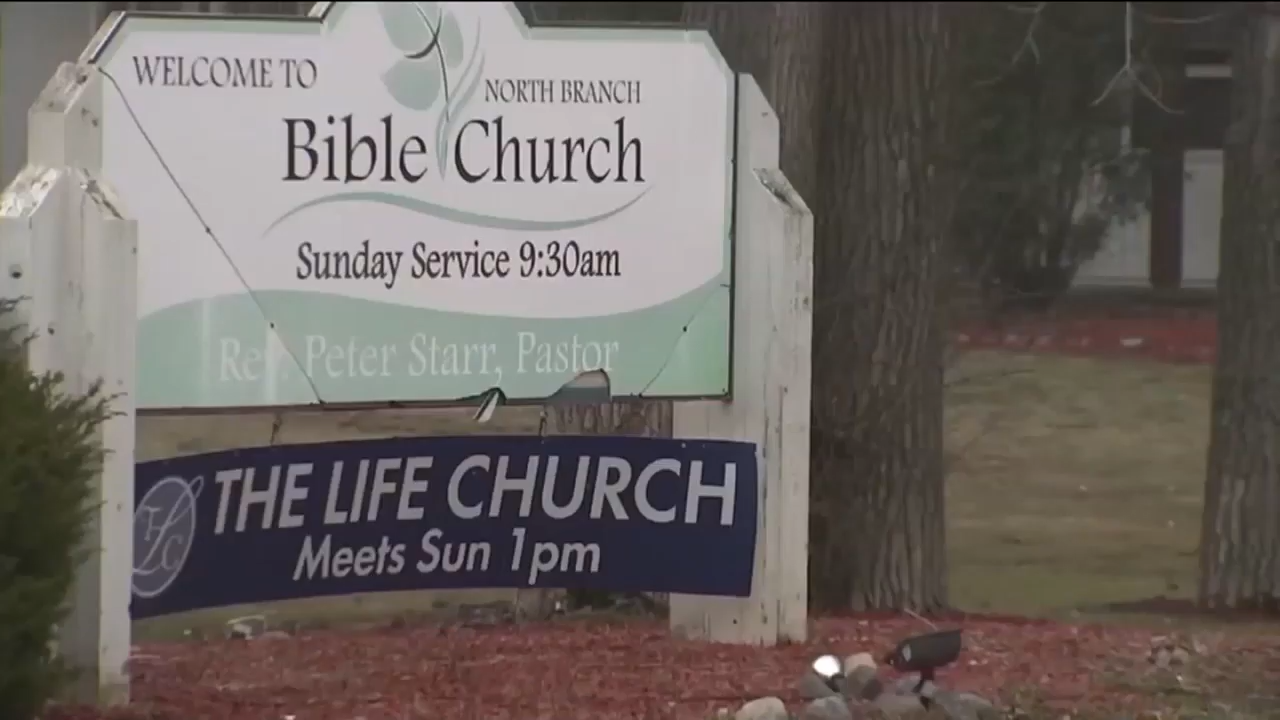 WELCOME TO
NORTH BRANCH
Bible Church
Sunday Service 9:30am
Rev. Peter Starr, Pastor
THE LIFE CHURCH
Meets Sun 1pm
TLC